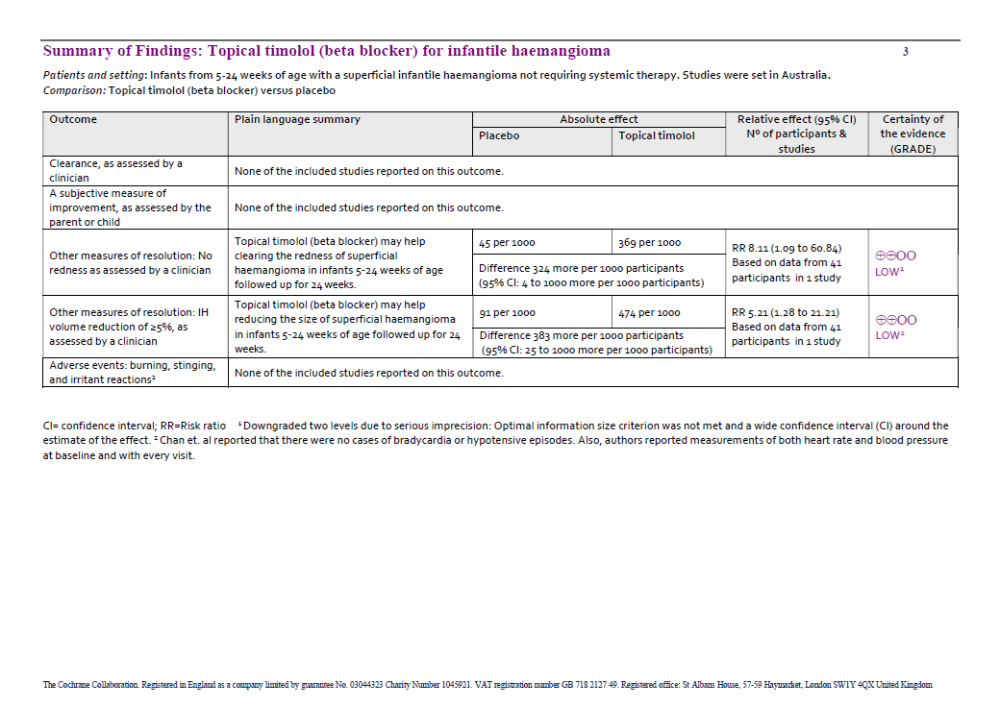 Summary of Findings: Topical timolol (beta blocker) for infantile haemangioma
3
Patients and setting: Infants from 5-24 weeks of age with a superficial infantile haemangioma not requiring systemic therapy. Studies were set in Australia.
Comparison: Topical timolol (beta blocker) versus placebo
Outcome
Plain language summary
Absolute effect
Placebo
Topical timolol
Relative effect (95% CI)
Nº of participants &
studies
Certainty of
the evidence
(GRADE)
Clearance, as assessed by a
clinician
None of the included studies reported on this outcome.
A subjective measure of
improvement, as assessed by the
parent or child
None of the included studies reported on this outcome.
Other measures of resolution: No
redness as assessed by a clinician
Topical timolol (beta blocker) may help
clearing the redness of superficial
haemangioma in infants 5-24 weeks of age
followed up for 24 weeks.
45 per 1000
369 per 1000
Difference 324 more per 1000 participants
(95% CI: 4 to 1000 more per 1000 participants)
RR 8.11 (1.09 to 60.84)
Based on data from 41
participants in 1 study
⊕⊕OO
LOW¹
Other measures of resolution: IH
volume reduction of ≥5%, as
assessed by a clinician
Topical timolol (beta blocker) may help
reducing the size of superficial haemangioma
in infants 5-24 weeks of age followed up for 24
weeks.
91 per 1000
474 per 1000
Difference 383 more per 1000 participants
(95% CI: 25 to 1000 more per 1000 participants)
RR 5.21 (1.28 to 21.21)
Based on data from 41
participants in 1 study
⊕⊕OO
LOW¹
Adverse events: burning, stinging,
and irritant reactions²
None of the included studies reported on this outcome.
CI= confidence interval; RR=Risk ratio ¹ Downgraded two levels due to serious imprecision: Optimal information size criterion was not met and a wide confidence interval (CI) around the
estimate of the effect. ² Chan et. al reported that there were no cases of bradycardia or hypotensive episodes. Also, authors reported measurements of both heart rate and blood pressure
at baseline and with every visit.
The Cochrane Collaboration. Registered in England as a company limited by guarantee No. 03044323 Charity Number 1045921. VAT registration number GB 718 2127 49. Registered office: St Albans House, 57-59 Haymarket, London SW1Y 4QX United Kingdom